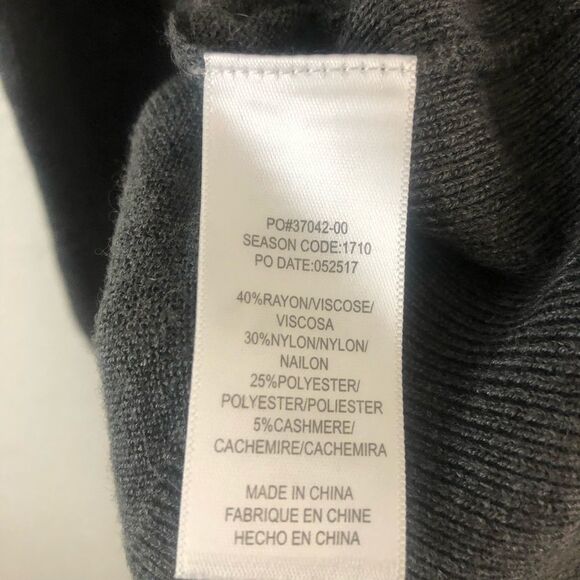 PO#37042-00
SEASON CODE:1710
PO DATE:052517
40%RAYON/VISCOSE/
VISCOSA
30%NYLON/NYLON/
NAILON
25%POLYESTER/
POLYESTER/POLIESTER
5%CASHMERE/
CACHEMIRE/CACHEMIRA
MADE IN CHINA
FABRIQUE EN CHINE
HECHO EN CHINA